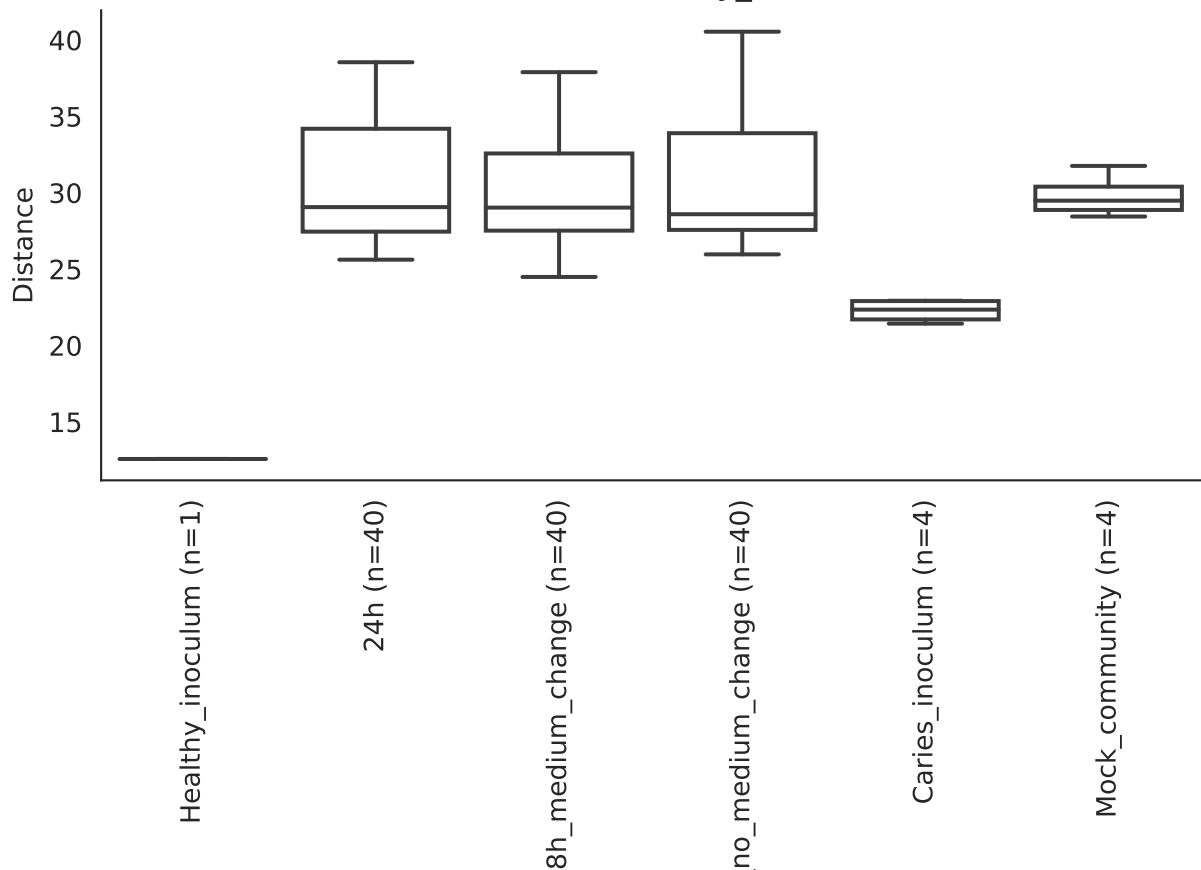 40
35
30
25
20
15
Distance
Healthy_inoculum (n=1)
24h (n=40)
8h_medium_change (n=40)
no_medium_change (n=40)
Caries_inoculum (n=4)
Mock_community (n=4)